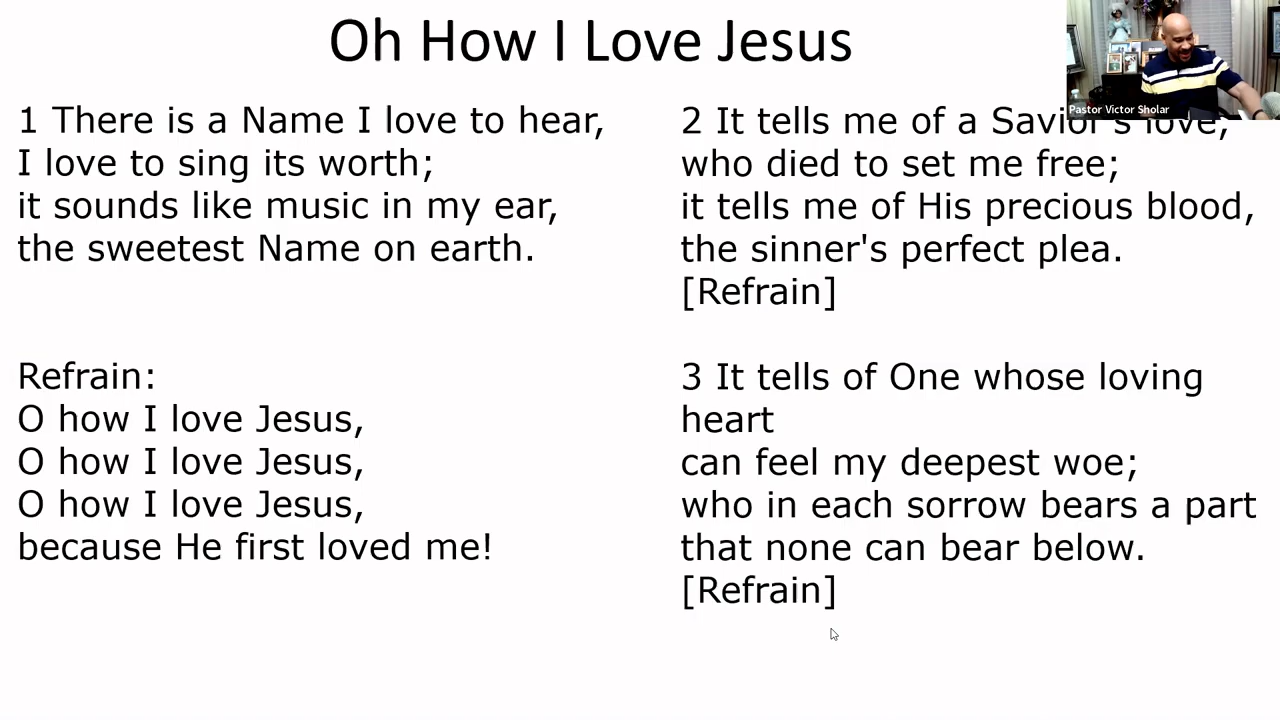 Oh How I Love Jesus
Pastor Victor Sholar
1 There is a Name I love to hear,
I love to sing its worth;
it sounds like music in my ear,
the sweetest Name on earth.
Refrain:
O how I love Jesus,
O how I love Jesus,
O how I love Jesus,
because He first loved me!
2 It tells me of a Savior's love,
who died to set me free;
it tells me of His precious blood,
the sinner's perfect plea.
[Refrain]
3 It tells of One whose loving
heart
can feel my deepest woe;
who in each sorrow bears a part
that none can bear below.
[Refrain]